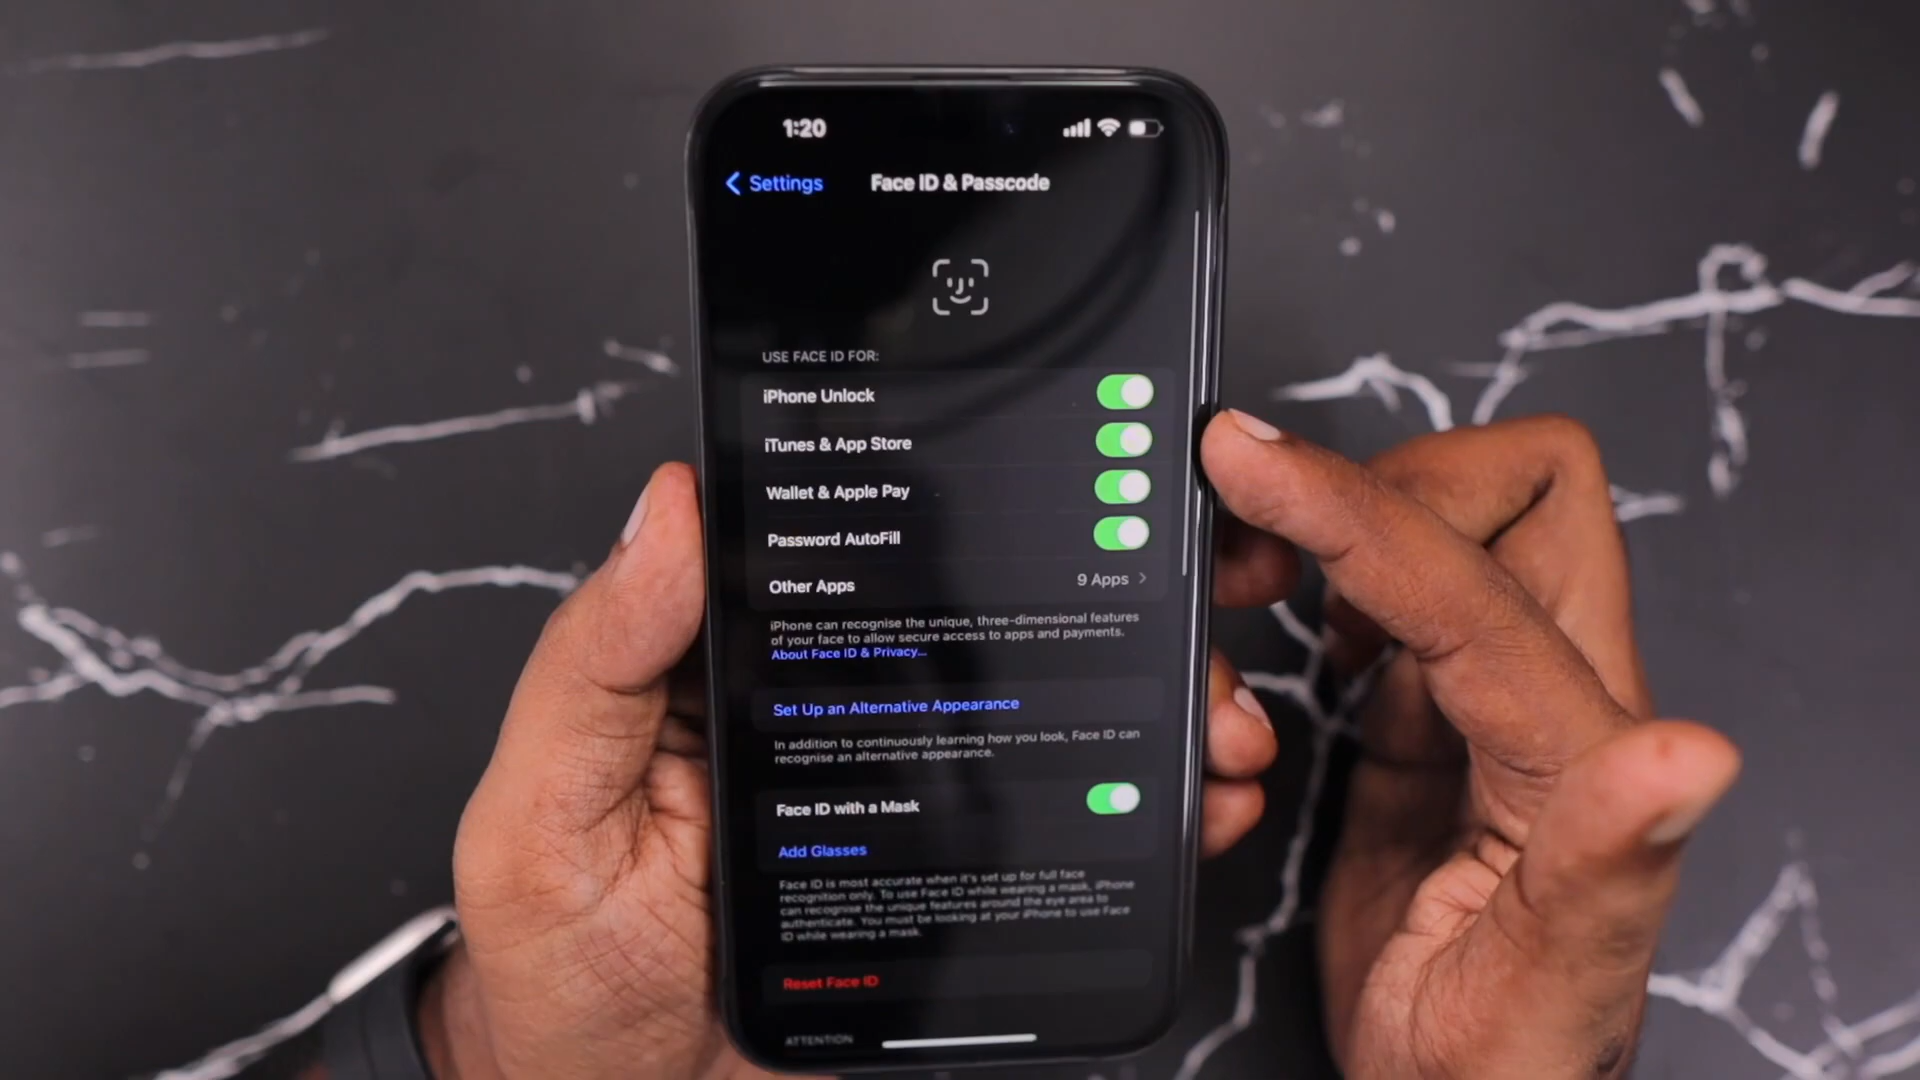 1:20
Settings
Face ID & Passcode
USE FACE ID FOR:
iPhone Unlock
iTunes & App Store
Wallet & Apple Pay
Password AutoFill
Other Apps
9 Apps
iPhone can recognise the unique, three-dimensional features
of your face to allow secure access to apps and payments.
About Face ID & Privacy...
Set Up an Alternative Appearance
In addition to continuously learning how you look, Face ID can
recognise an alternative appearance.
Face ID with a Mask
Add Glasses
Face ID is most accurate when it's set up for full face
recognition only. To use Face ID while wearing a mask, iPhone
can recognise the unique features around the eye area to
authenticate. You must be looking at your iPhone to use Face
ID while wearing a mask.
Reset Face ID
ATTENTION